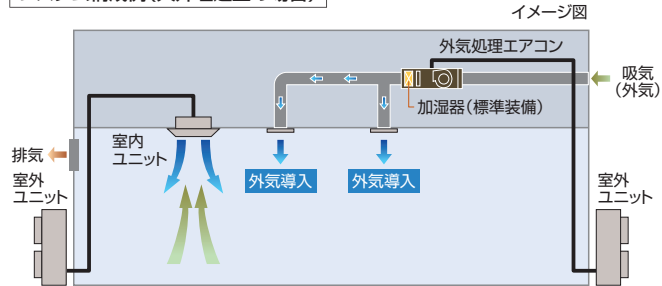 イメージ図
外気処理エアコン
吸気
(外気)
加湿器(標準装備)
室内
ユニット
排気
外気導入
外気導入
室外
ユニット
室外
ユニット